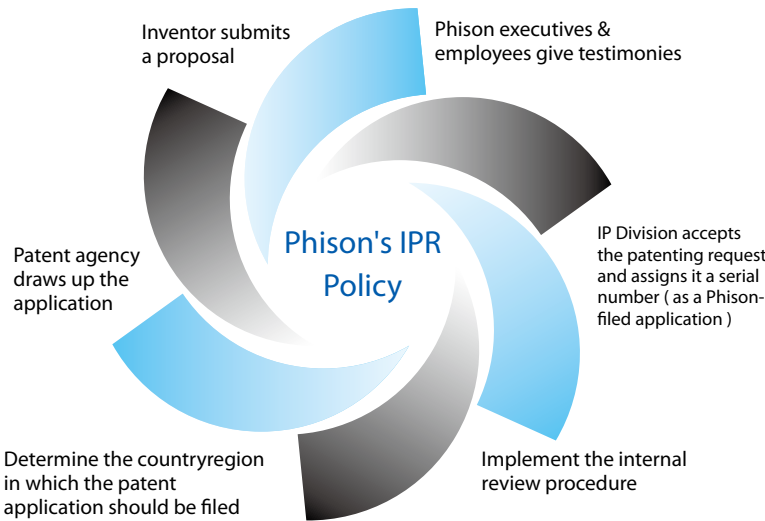 Inventor submits
a proposal
Phison executives &
employees give testimonies
IP Division accepts
the patenting request
and assigns it a serial
number ( as a Phison-
filed application )
Implement the internal
review procedure
Determine the countryregion
in which the patent
application should be filed
Patent agency
draws up the
application
Phison's IPR
Policy